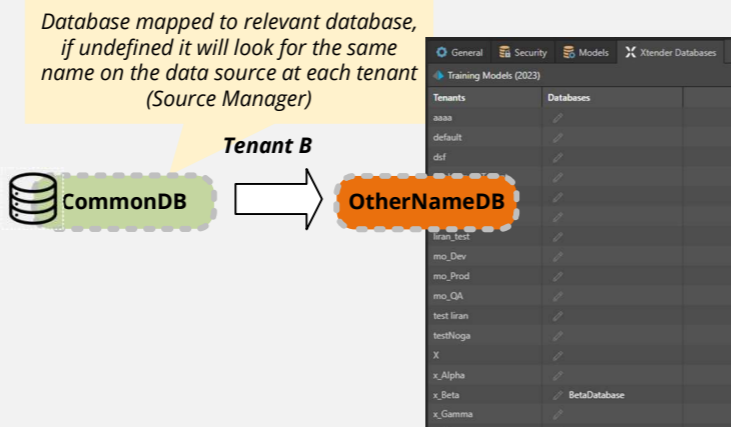 Database mapped to relevant database,
if undefined it will look for the same
name on the data source at each tenant
(Source Manager)
Tenant B
CommonDB
OtherNameDB
General
Security
Models
Xtender Databases
Training Models (2023)
Tenants
Databases
aaaa
default
dsf
liran_test
mo_Dev
mo_Prod
mo_QA
test liran
testNoga
X
x_Alpha
x_Beta
BetaDatabase
x_Gamma